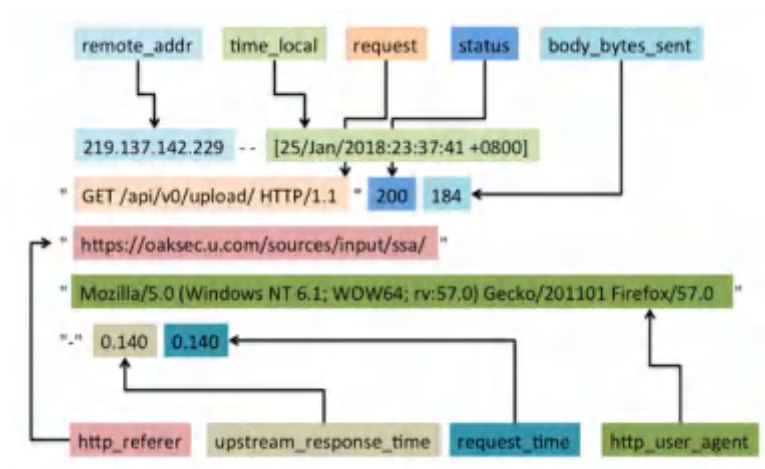 remote_addr time_local request status body_bytes_sent
219.137.142.229 -- [25/Jan/2018:23:37:41 +0800]
" GET /api/v0/upload/ HTTP/1.1 " 200 184
" https://oaksec.u.com/sources/input/ssa/ "
" Mozilla/5.0 (Windows NT 6.1; WOW64; rv:57.0) Gecko/201101 Firefox/57.0 "
"-" 0.140 0.140
http_referer upstream_response_time request_time http_user_agent